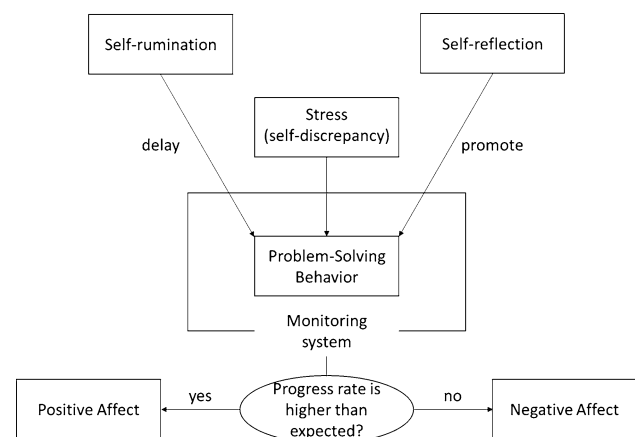 Self-rumination
Self-reflection
Stress
(self-discrepancy)
delay
promote
Problem-Solving
Behavior
Monitoring
system
Progress rate is
higher than
expected?
yes
no
Positive Affect
Negative Affect